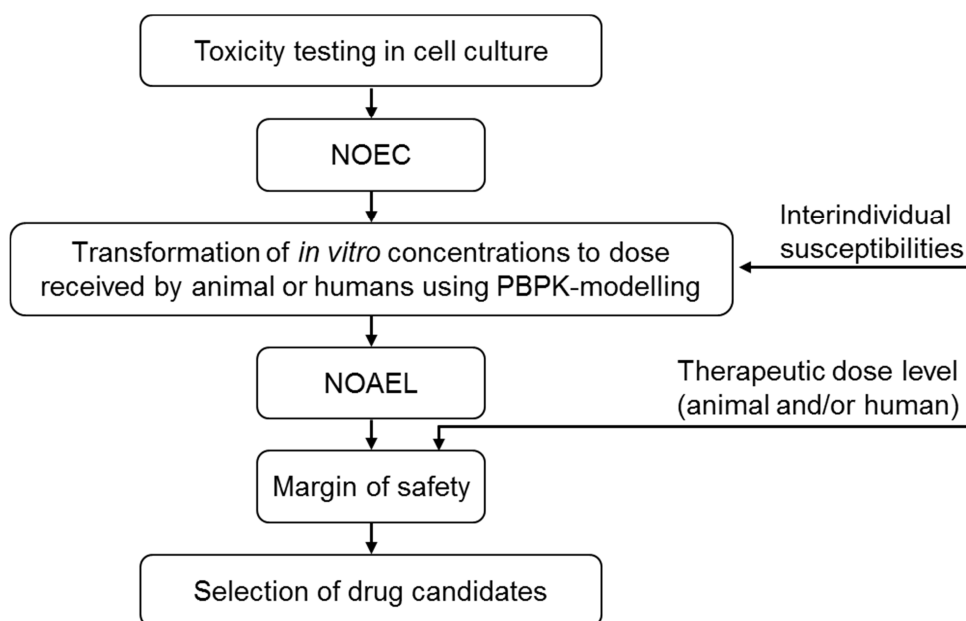 Toxicity testing in cell culture
NOEC
Transformation of in vitro concentrations to dose
received by animal or humans using PBPK-modelling
Interindividual
susceptibilities
NOAEL
Therapeutic dose level
(animal and/or human)
Margin of safety
Selection of drug candidates